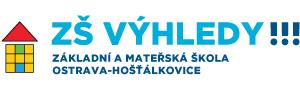 ZŠ VÝHLEDY!!!
ZÁKLADNÍ A MATEŘSKÁ ŠKOLA
OSTRAVA-HOŠŤÁLKOVICE